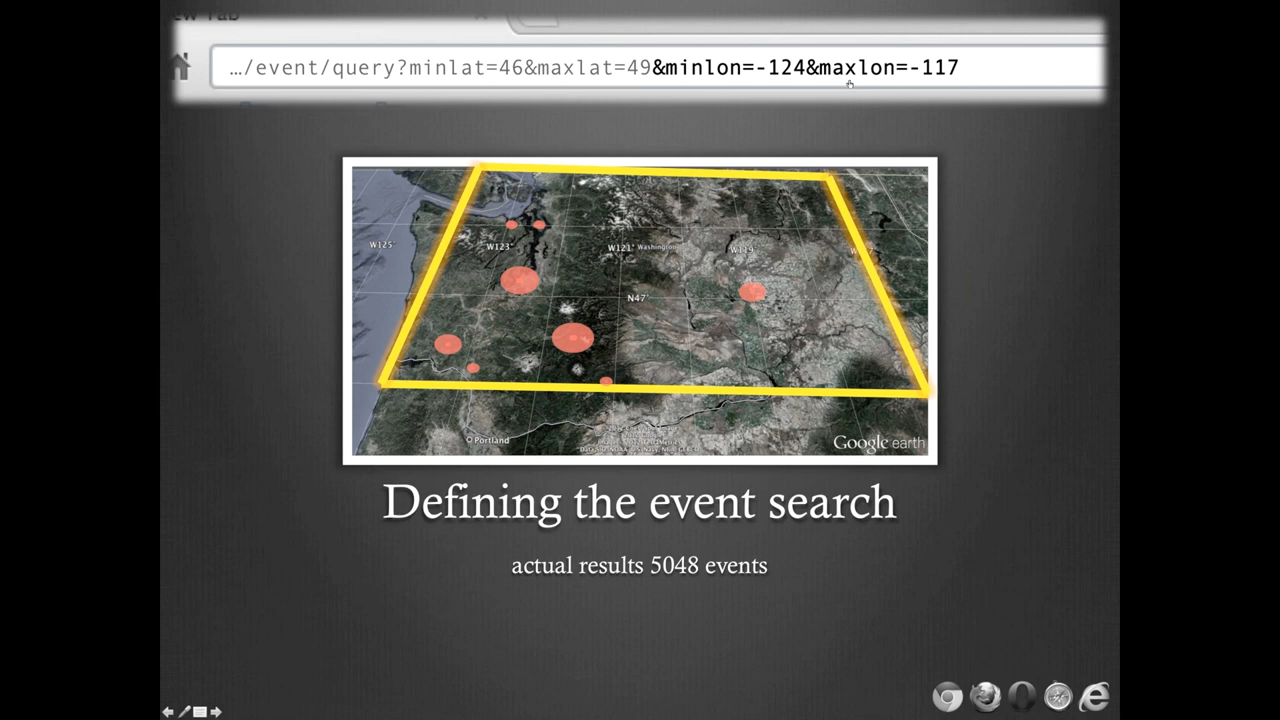 …/event/query?minlat=46&maxlat=49&minlon=-124&maxlon=-117
W125°
W123°
W121°
Washington
W119°
N47°
Portland
Google earth
Defining the event search
actual results 5048 events